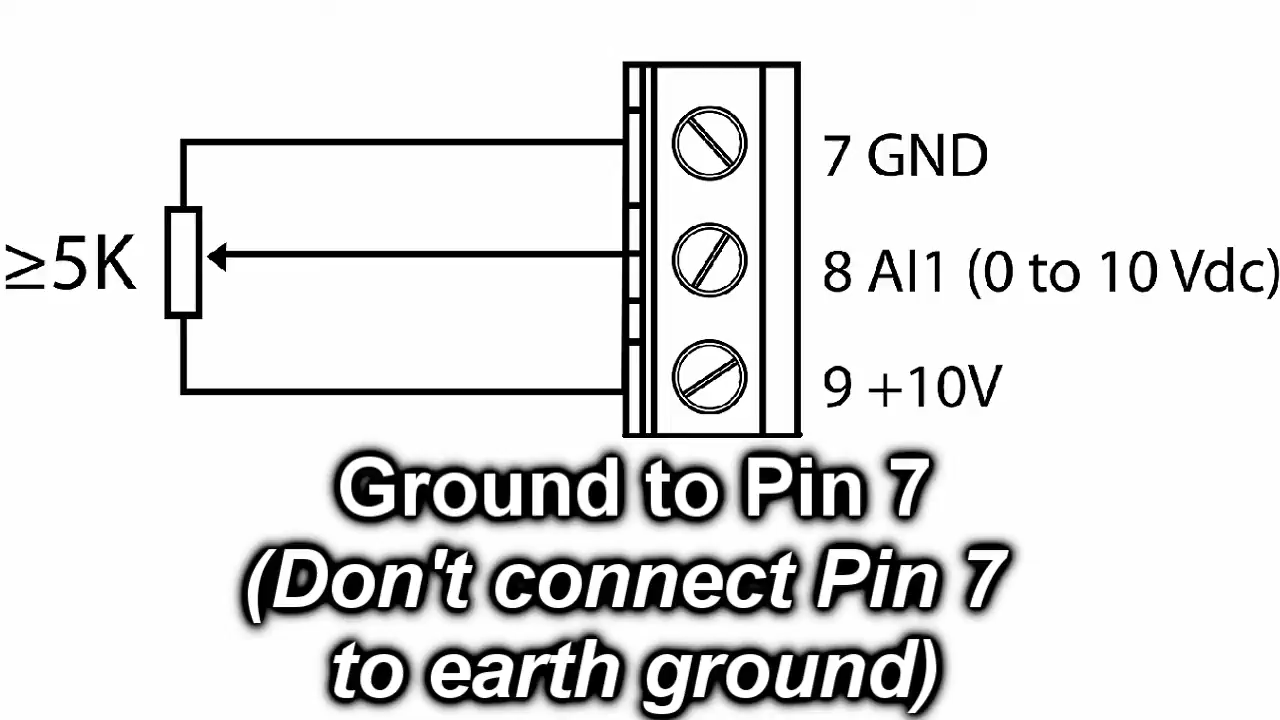 7 GND
≥5K
8 AI1 (0 to 10 Vdc)
9 +10V
Ground to Pin 7
(Don't connect Pin 7
to earth ground)